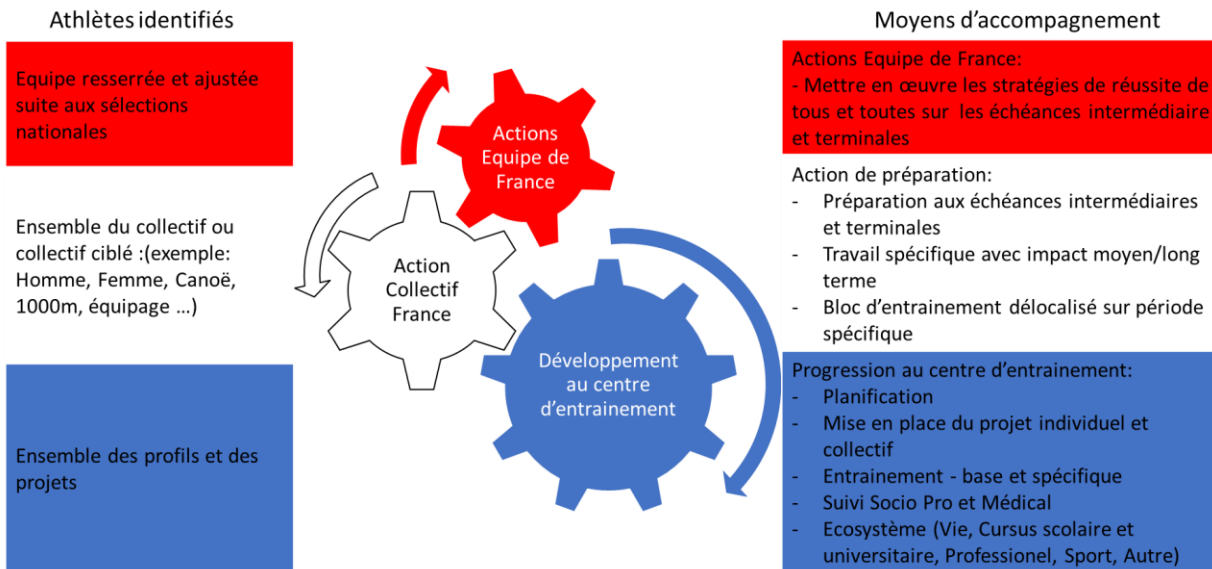 Athlètes identifiés
Equipe resserrée et ajustée
suite aux sélections
nationales
Ensemble du collectif ou
collectif ciblé :(exemple:
Homme, Femme, Canoë,
1000m, équipage ...)
Ensemble des profils et des
projets
Actions
Equipe de
France
Action
Collectif
France
Développement
au centre
d'entrainement
Moyens d'accompagnement
Actions Equipe de France:
- Mettre en œuvre les stratégies de réussite de
tous et toutes sur les échéances intermédiaire
et terminales
Action de préparation:
- Préparation aux échéances intermédiaires
et terminales
- Travail spécifique avec impact moyen/long
terme
- Bloc d'entrainement délocalisé sur période
spécifique
Progression au centre d'entrainement:
- Planification
- Mise en place du projet individuel et
collectif
- Entrainement - base et spécifique
- Suivi Socio Pro et Médical
- Ecosystème (Vie, Cursus scolaire et
universitaire, Professionel, Sport, Autre)